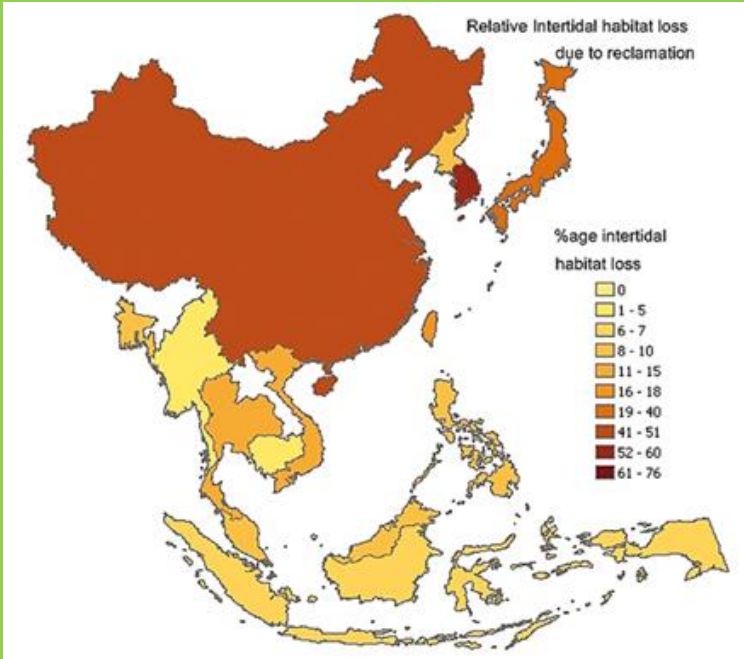 Relative Intertidal habitat loss
due to reclamation
%age intertidal
habitat loss
0
1 - 5
6 - 7
8 - 10
11 - 15
16 - 18
19 - 40
41 - 51
52 - 60
61 - 76